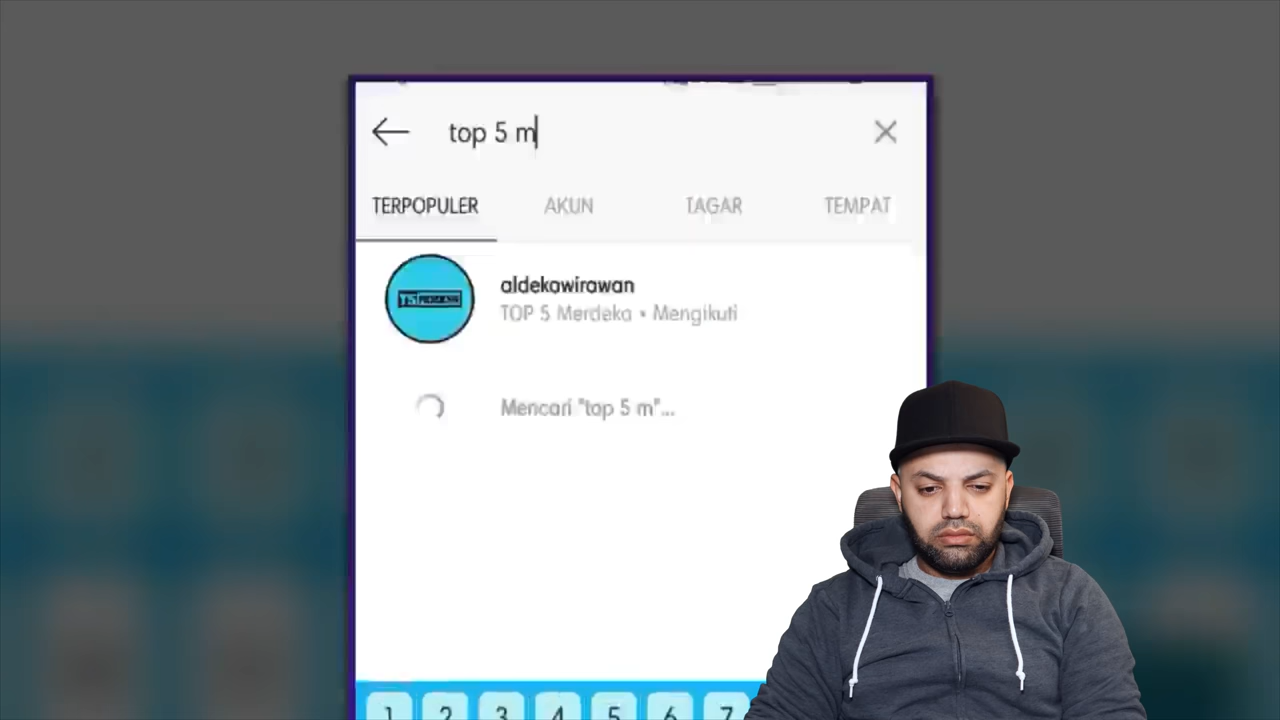 top 5 m
TERPOPULER AKUN TAGAR TEMPAT
aldekawirawan
TOP 5 Merdeka • Mengikuti
Mencari "top 5 m"...
1 2 3 4 5 6 7